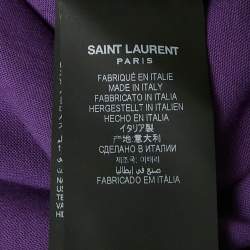 SAINT LAURENT
PARIS
FABRIQUÉ EN ITALIE
MADE IN ITALY
FABBRICATO IN ITALIA
HERGESTELLT IN ITALIEN
HECHO EN ITALIA
イタリア製
产地:意大利
СДЕЛАНО В ИТАЛИИ
제조국: 이태리
صنع في إيطاليا
FABRICADO EM ITÁLIA